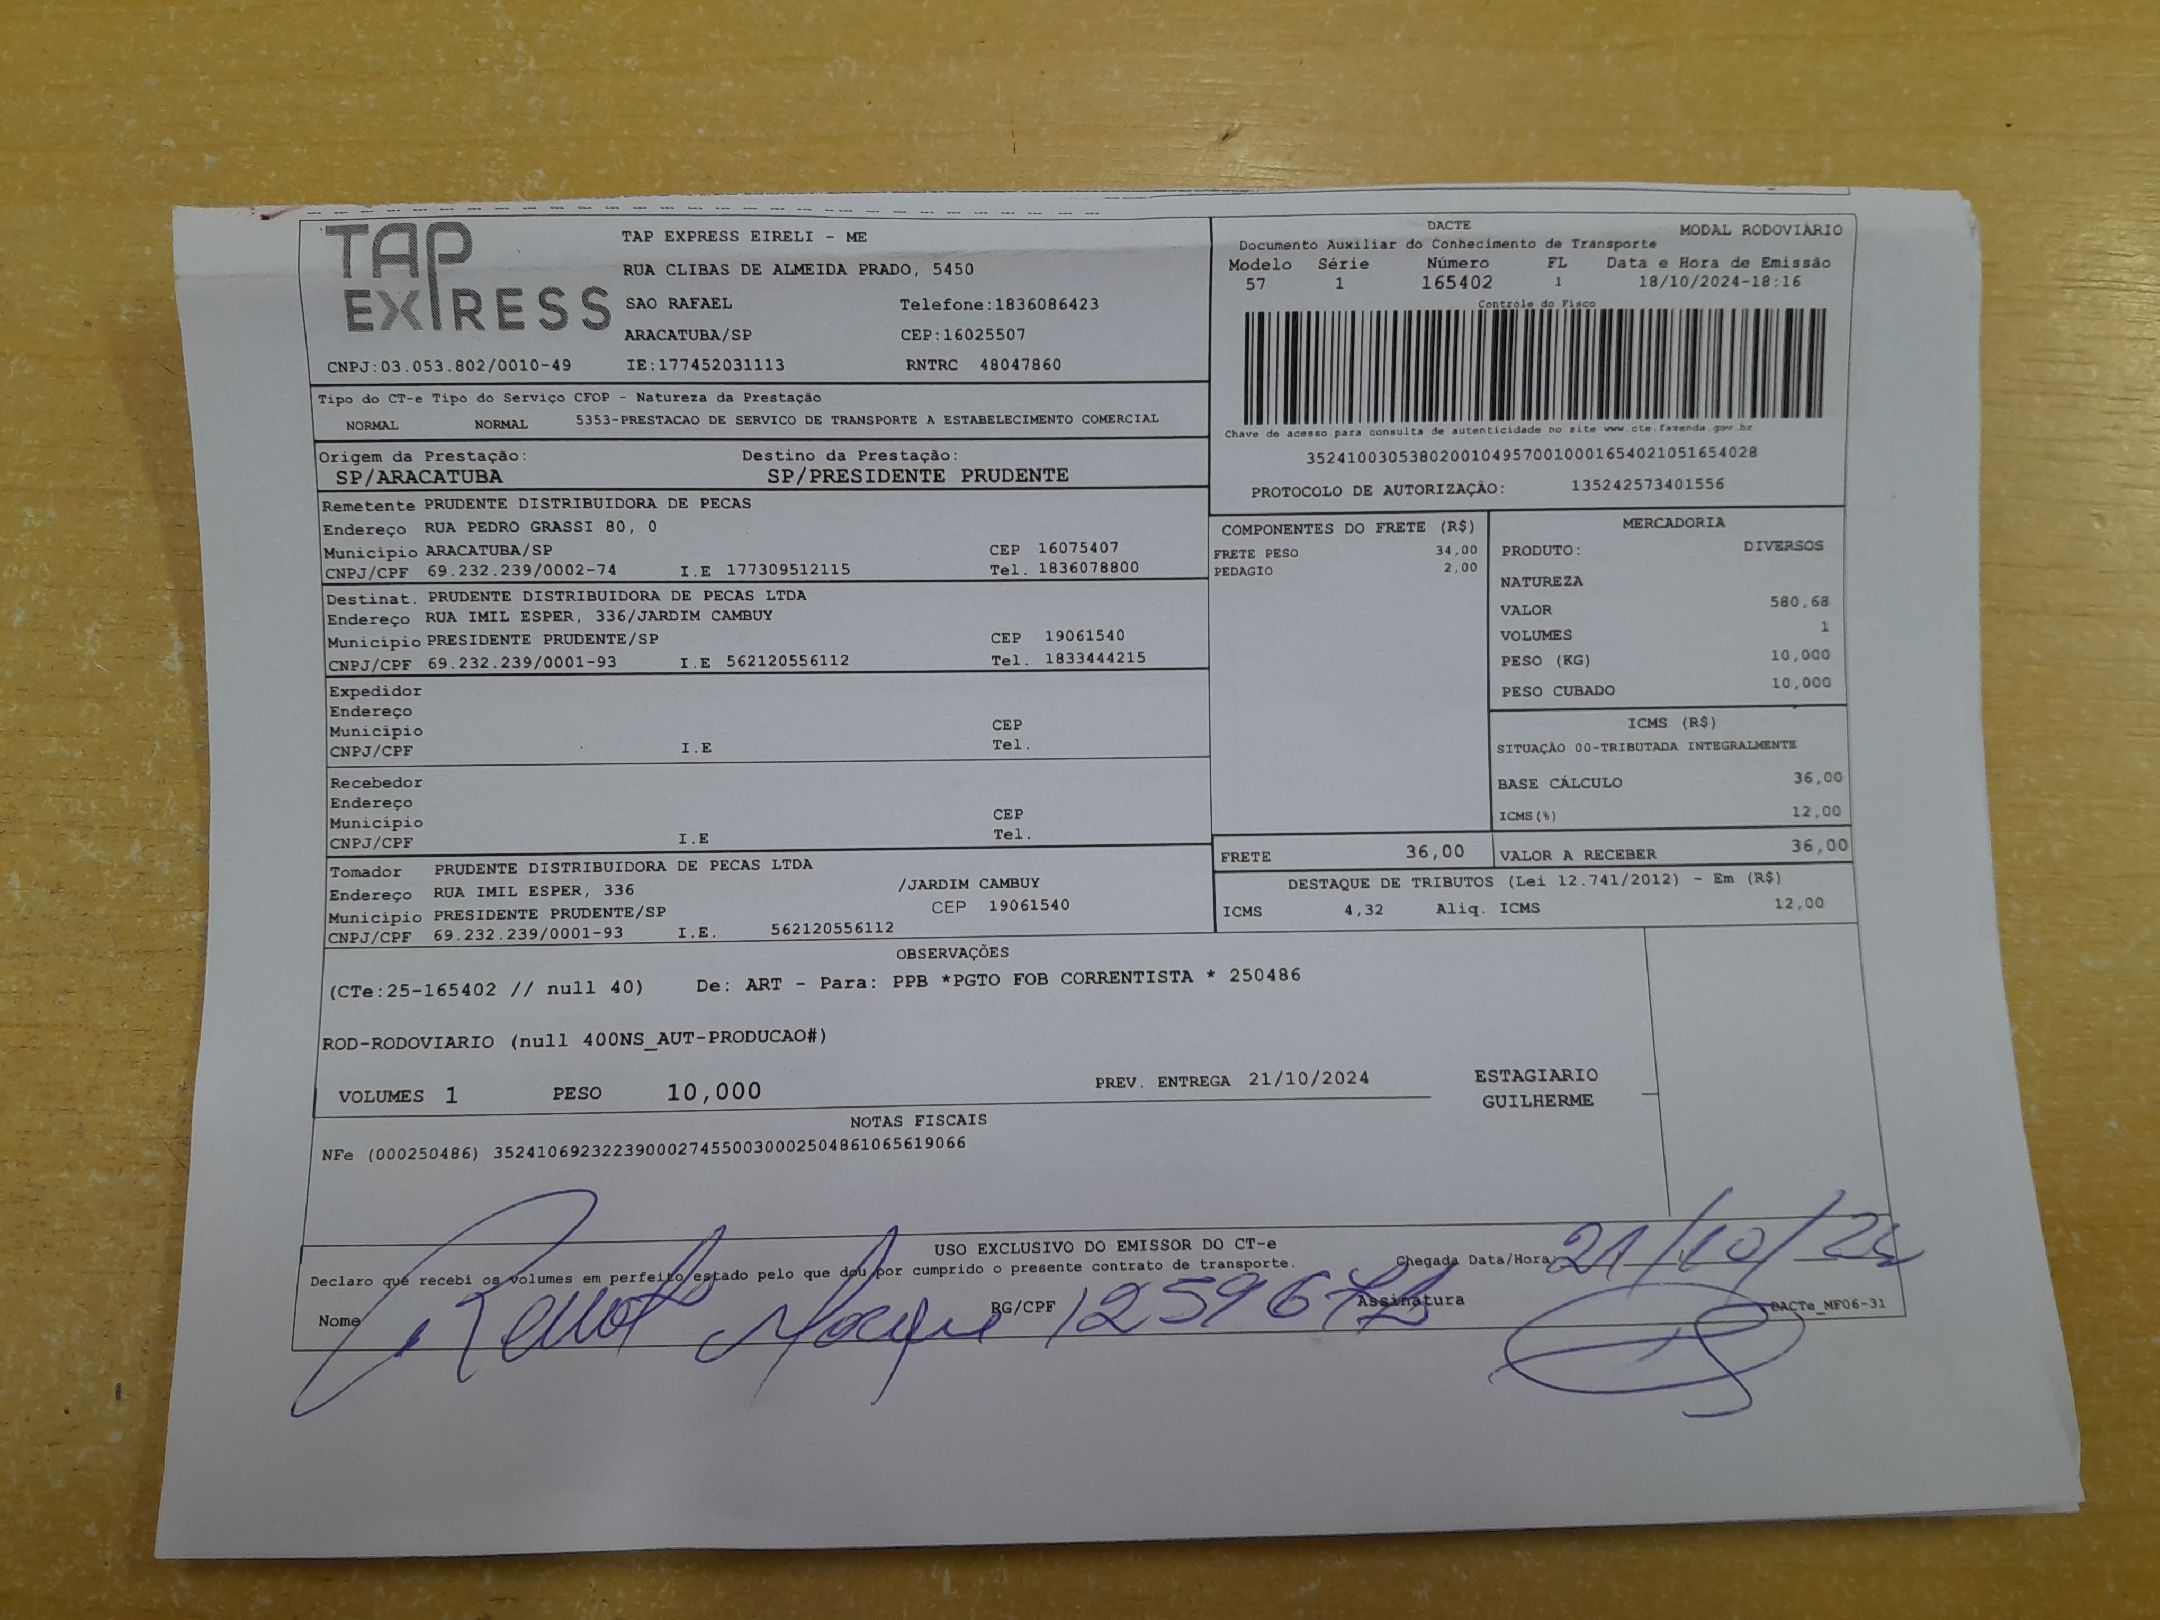 TAP
EXPRESS
TAP EXPRESS EIRELI - ME
RUA CLIBAS DE ALMEIDA PRADO, 5450
SAO RAFAEL Telefone:1836086423
ARACATUBA/SP CEP:16025507
CNPJ:03.053.802/0010-49 IE:177452031113 RNTRC 48047860
DACTE MODAL RODOVIÁRIO
Documento Auxiliar do Conhecimento de Transporte
Modelo Série Número FL Data e Hora de Emissão
57 1 165402 1 18/10/2024-18:16
Controle do Fisco
Chave de acesso para consulta de autenticidade no site www.cte.fazenda.gov.br
35241003053802001049570010001654021051654028
PROTOCOLO DE AUTORIZAÇÃO: 135242573401556
Tipo do CT-e Tipo do Serviço CFOP - Natureza da Prestação
NORMAL NORMAL 5353-PRESTACAO DE SERVICO DE TRANSPORTE A ESTABELECIMENTO COMERCIAL
Origem da Prestação: Destino da Prestação:
SP/ARACATUBA SP/PRESIDENTE PRUDENTE
Remetente PRUDENTE DISTRIBUIDORA DE PECAS
Endereço RUA PEDRO GRASSI 80, 0
Município ARACATUBA/SP CEP 16075407
CNPJ/CPF 69.232.239/0002-74 I.E 177309512115 Tel. 1836078800
Destinat. PRUDENTE DISTRIBUIDORA DE PECAS LTDA
Endereço RUA IMIL ESPER, 336/JARDIM CAMBUY
Município PRESIDENTE PRUDENTE/SP CEP 19061540
CNPJ/CPF 69.232.239/0001-93 I.E 562120556112 Tel. 1833444215
Expedidor
Endereço
Município CEP
CNPJ/CPF I.E Tel.
Recebedor
Endereço
Município CEP
CNPJ/CPF I.E Tel.
Tomador PRUDENTE DISTRIBUIDORA DE PECAS LTDA
Endereço RUA IMIL ESPER, 336 /JARDIM CAMBUY
Município PRESIDENTE PRUDENTE/SP CEP 19061540
CNPJ/CPF 69.232.239/0001-93 I.E. 562120556112
COMPONENTES DO FRETE (R$)
FRETE PESO 34,00
PEDAGIO 2,00
MERCADORIA
PRODUTO: DIVERSOS
NATUREZA
VALOR 580,68
VOLUMES 1
PESO (KG) 10,000
PESO CUBADO 10,000
ICMS (R$)
SITUAÇÃO 00-TRIBUTADA INTEGRALMENTE
BASE CÁLCULO 36,00
ICMS(%) 12,00
FRETE 36,00 VALOR A RECEBER 36,00
DESTAQUE DE TRIBUTOS (Lei 12.741/2012) - Em (R$)
ICMS 4,32 Aliq. ICMS 12,00
OBSERVAÇÕES
(CTe:25-165402 // null 40) De: ART - Para: PPB *PGTO FOB CORRENTISTA * 250486
ROD-RODOVIARIO (null 400NS_AUT-PRODUCAO#)
VOLUMES 1 PESO 10,000 PREV. ENTREGA 21/10/2024 ESTAGIARIO
GUILHERME
NOTAS FISCAIS
NFe (000250486) 35241069232239000274550030002504861065619066
USO EXCLUSIVO DO EMISSOR DO CT-e
Declaro que recebi os volumes em perfeito estado pelo que dou por cumprido o presente contrato de transporte. Chegada Data/Hora 21/10/24
Nome RG/CPF Assinatura DACTe_MF06-31